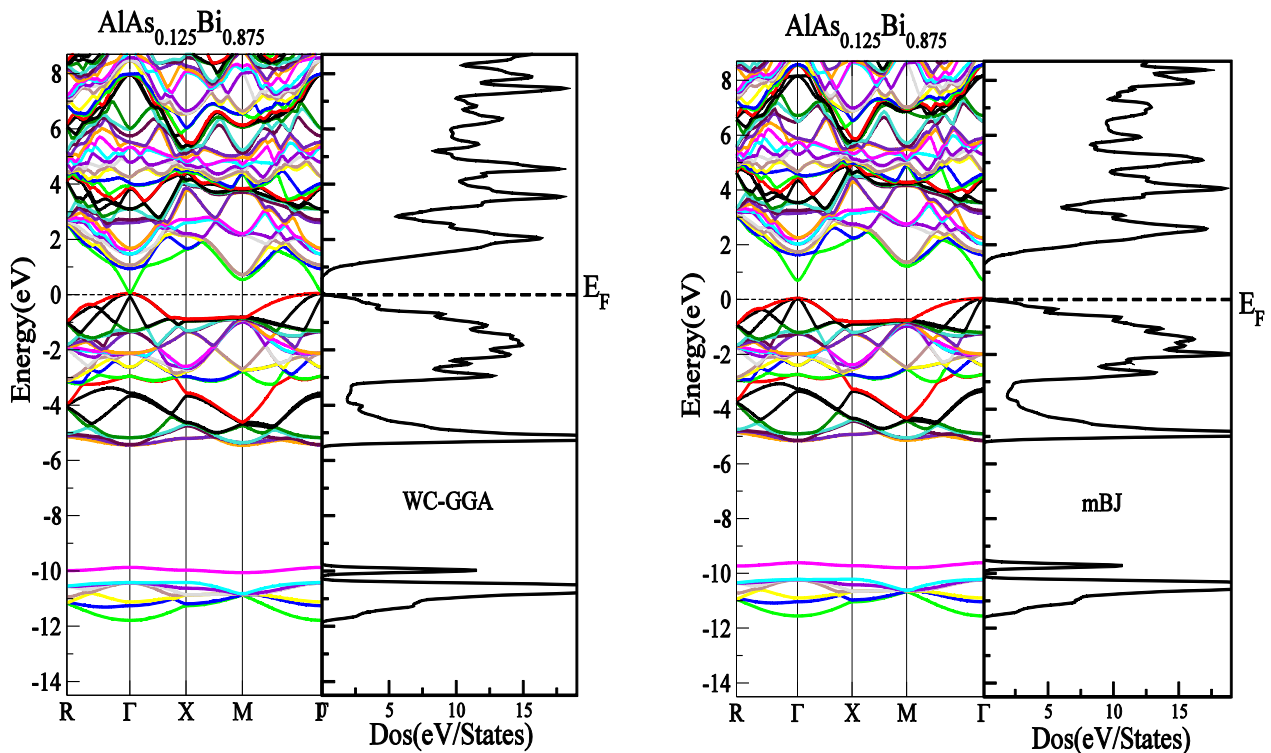 AlAs0.125Bi0.875
8
6
4
2
0
-2
-4
-6
-8
-10
-12
-14
Energy(eV)
R Γ X M Γ
5 10 15
Dos(eV/States)
WC-GGA
EF
AlAs0.125Bi0.875
8
6
4
2
0
-2
-4
-6
-8
-10
-12
-14
Energy(eV)
R Γ X M Γ
5 10 15
Dos(eV/States)
mBJ
EF